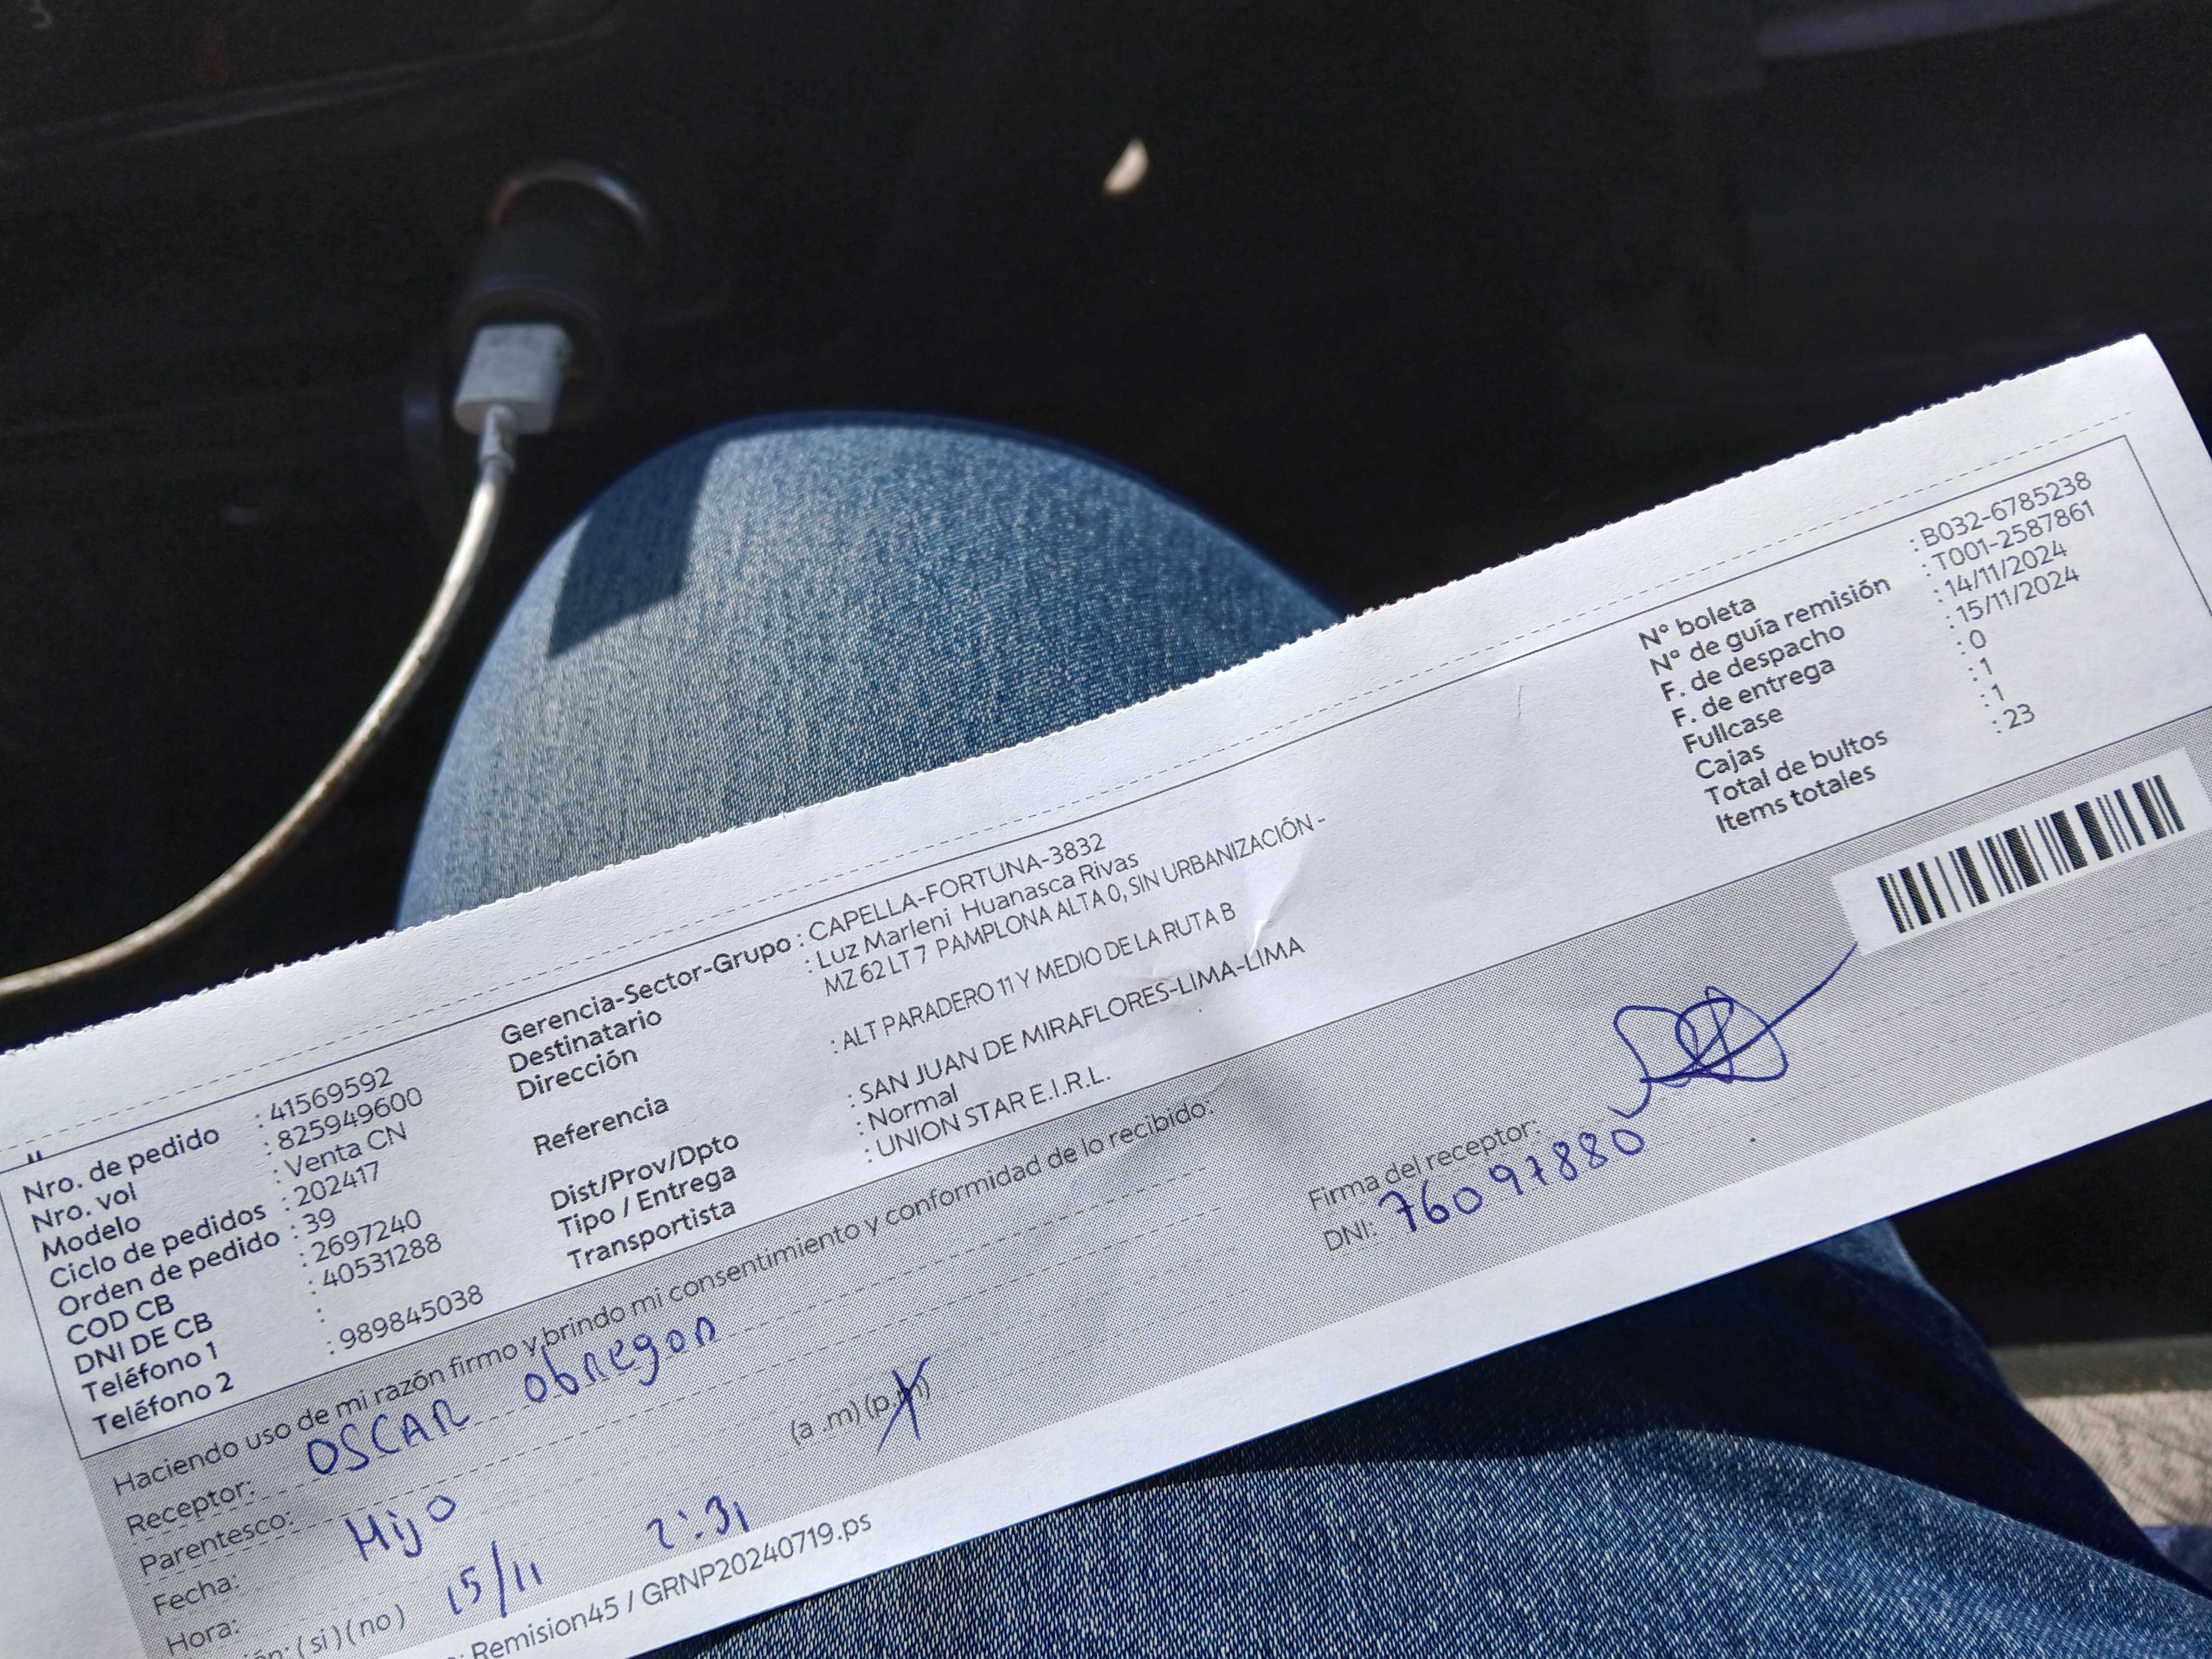 Nro. de pedido : 41569592
Nro. vol : 825949600
Modelo : Venta CN
Ciclo de pedidos : 202417
Orden de pedido : 39
COD CB : 2697240
DNI DE CB : 40531288
Teléfono 1 :
Teléfono 2 : 989845038
Gerencia-Sector-Grupo : CAPELLA-FORTUNA-3832
Destinatario : Luz Marleni Huanasca Rivas
Dirección MZ 62 LT 7 PAMPLONA ALTA 0, SIN URBANIZACIÓN -
Referencia : ALT PARADERO 11 Y MEDIO DE LA RUTA B
Dist/Prov/Dpto : SAN JUAN DE MIRAFLORES-LIMA-LIMA
Tipo / Entrega : Normal
Transportista : UNION STAR E.I.R.L.
N° boleta : B032-6785238
N° de guía remisión : T001-2587861
F. de despacho : 14/11/2024
F. de entrega : 15/11/2024
Fullcase : 0
Cajas : 1
Total de bultos : 1
Items totales : 23
Haciendo uso de mi razón firmo y brindo mi consentimiento y conformidad de lo recibido:
Receptor: OSCAR obregon
Parentesco: Hijo
Fecha: 15/11
Hora: 2:31 (a .m) (p.m)
(si) (no)
Remision45 / GRNP20240719.ps
Firma del receptor:
DNI: 76097880